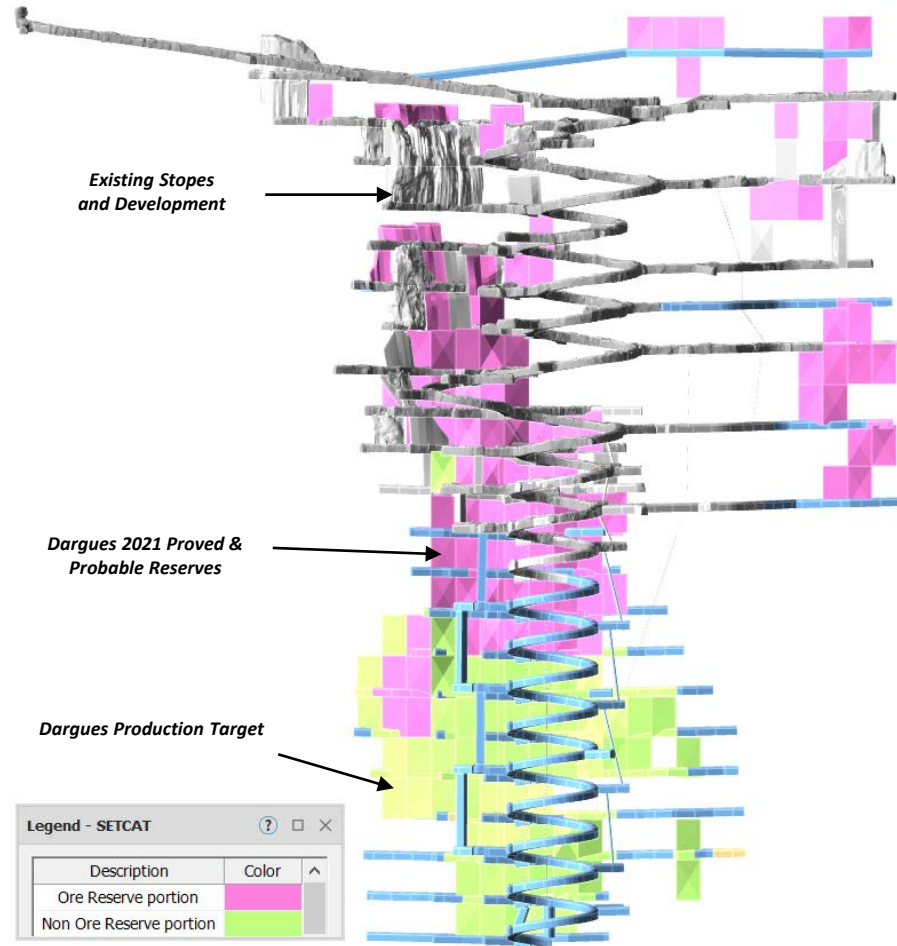 Existing Stopes
and Development
Dargues 2021 Proved &
Probable Reserves
Dargues Production Target
Legend - SETCAT
Description Color
Ore Reserve portion
Non Ore Reserve portion